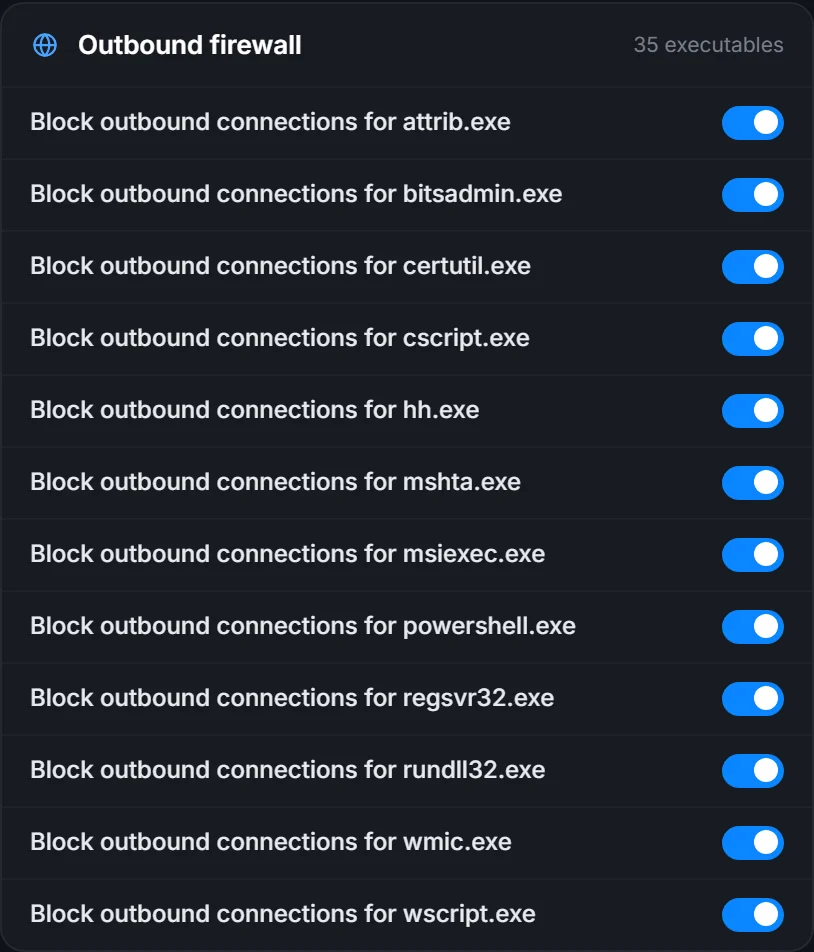 Outbound firewall
35 executables
Block outbound connections for attrib.exe
Block outbound connections for bitsadmin.exe
Block outbound connections for certutil.exe
Block outbound connections for cscript.exe
Block outbound connections for hh.exe
Block outbound connections for mshta.exe
Block outbound connections for msiexec.exe
Block outbound connections for powershell.exe
Block outbound connections for regsvr32.exe
Block outbound connections for rundll32.exe
Block outbound connections for wmic.exe
Block outbound connections for wscript.exe